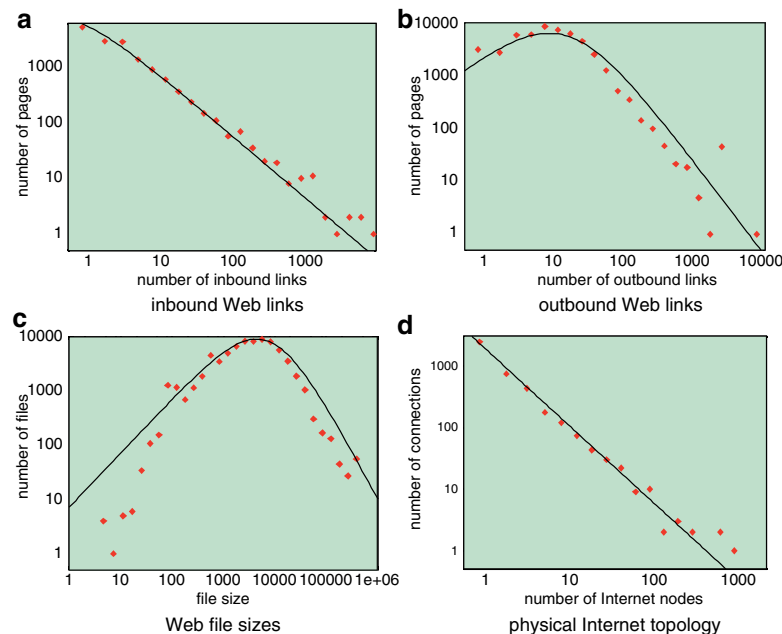 a
number of pages
1000
100
10
1
1 10 100 1000
number of inbound links
inbound Web links
b
number of pages
10000
1000
100
10
1
1 10 100 1000 10000
number of outbound links
outbound Web links
c
number of files
10000
1000
100
10
1
1 10 100 1000 10000 100000 1e+06
file size
Web file sizes
d
number of connections
1000
100
10
1
1 10 100 1000
number of Internet nodes
physical Internet topology